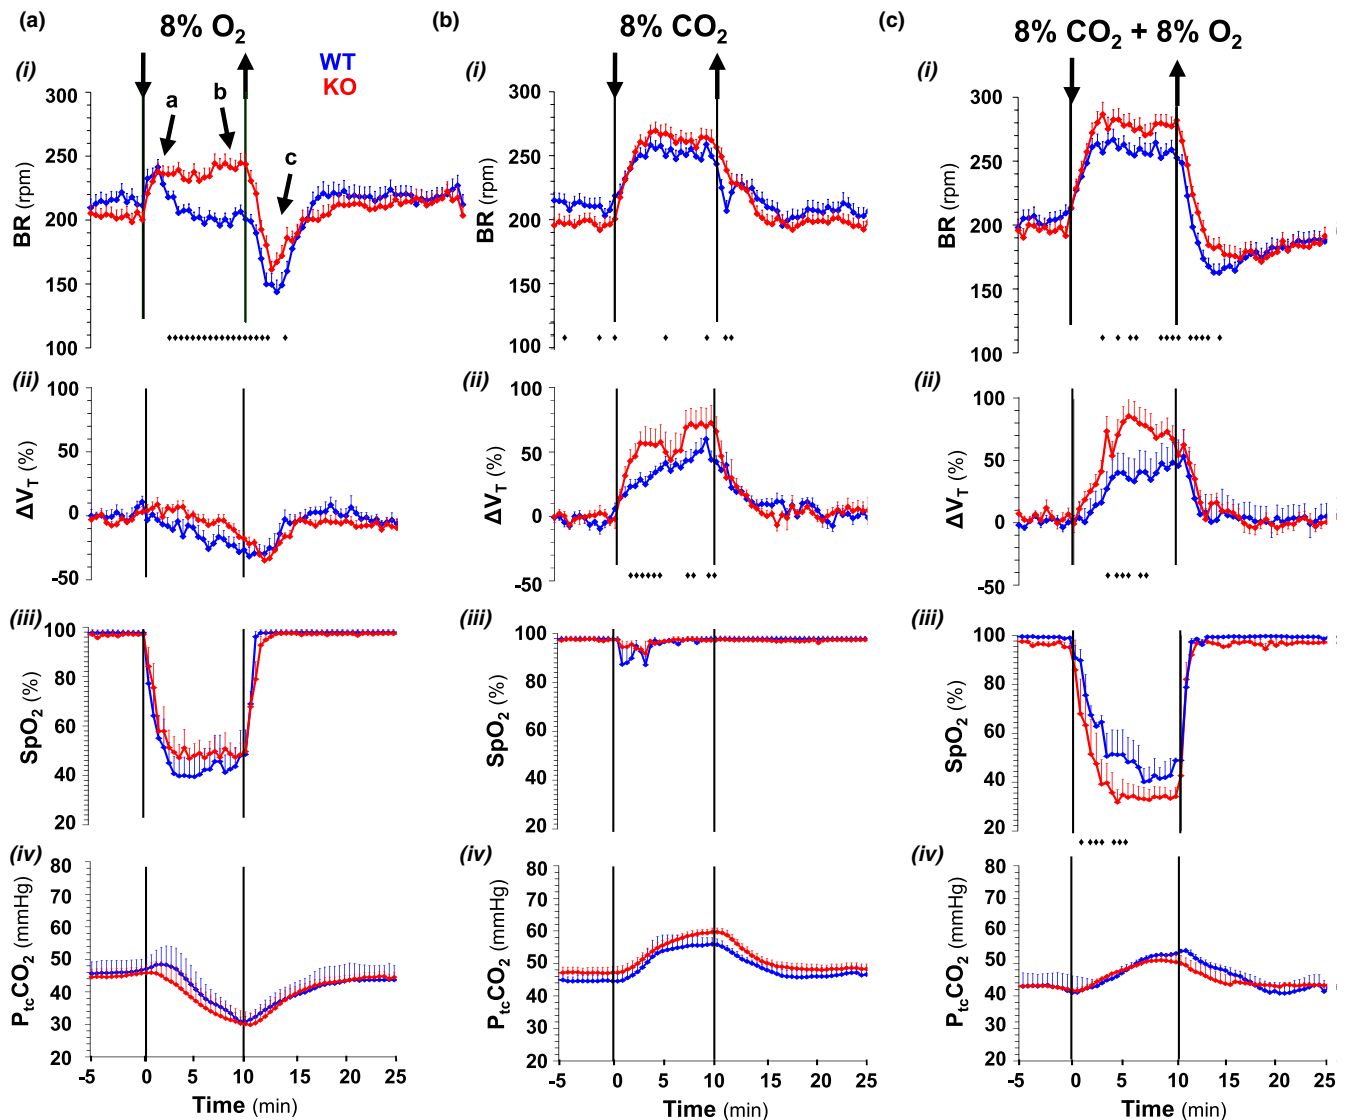 (a)
8% O2
WT
KO
(i)
a
b
c
BR (rpm)
300
250
200
150
100
(ii)
ΔVT (%)
100
50
0
-50
(iii)
SpO2 (%)
100
80
60
40
20
(iv)
PtcCO2 (mmHg)
80
70
60
50
40
30
20
-5 0 5 10 15 20 25
Time (min)
(b)
8% CO2
(i)
BR (rpm)
300
250
200
150
100
(ii)
ΔVT (%)
100
50
0
-50
(iii)
SpO2 (%)
100
80
60
40
20
(iv)
PtcCO2 (mmHg)
80
70
60
50
40
30
20
-5 0 5 10 15 20 25
Time (min)
(c)
8% CO2 + 8% O2
(i)
BR (rpm)
300
250
200
150
100
(ii)
ΔVT (%)
100
50
0
-50
(iii)
SpO2 (%)
100
80
60
40
20
(iv)
PtcCO2 (mmHg)
80
70
60
50
40
30
20
-5 0 5 10 15 20 25
Time (min)